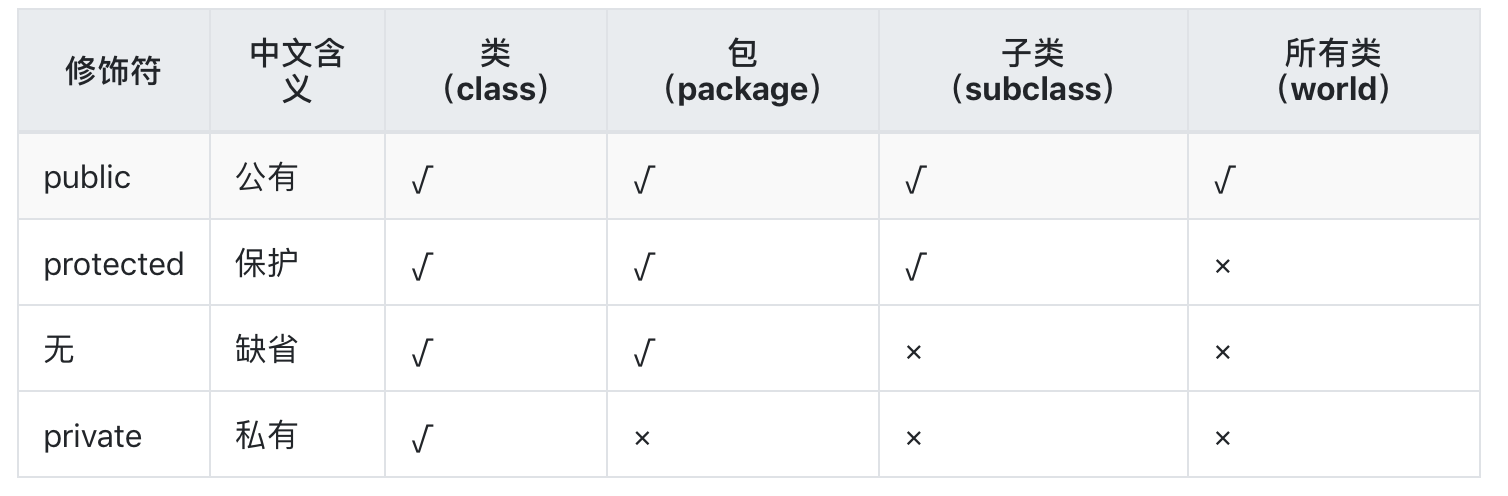 修饰符 中文含义 类（class） 包（package） 子类（subclass） 所有类（world）
public 公有 √ √ √ √
protected 保护 √ √ √ ×
无 缺省 √ √ × ×
private 私有 √ × × ×